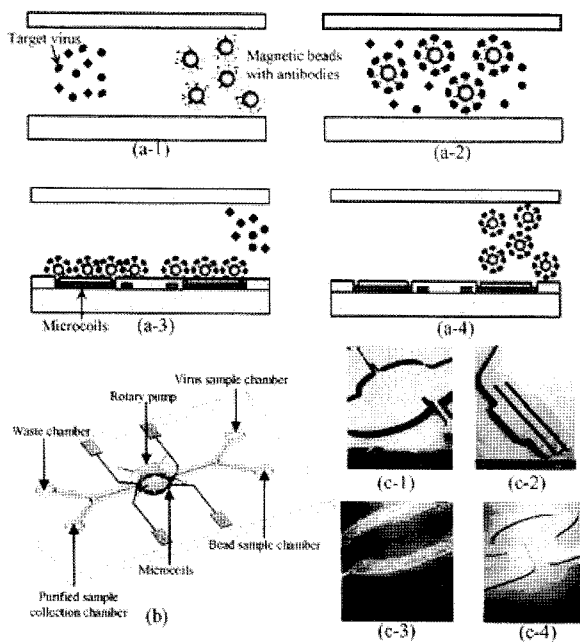 Target virus
Magnetic beads
with antibodies
(a-1)
(a-2)
Microcoils
(a-3)
(a-4)
Virus sample chamber
Rotary pump
Waste chamber
Bead sample chamber
Microcoils
Purified sample
collection chamber
(b)
(c-1)
(c-2)
(c-3)
(c-4)